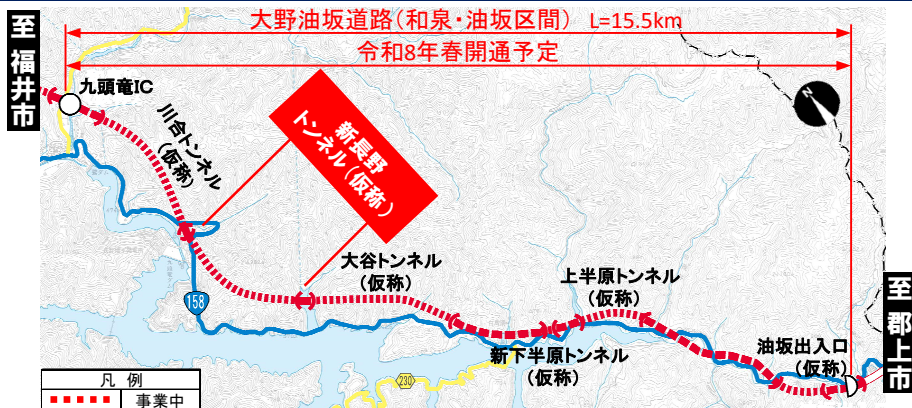 大野油坂道路（和泉・油坂区間） L=15.5km
令和8年春開通予定
至 福井市
九頭竜IC
川合トンネル
（仮称）
新長野
トンネル（仮称）
N
大谷トンネル
（仮称）
上半原トンネル
（仮称）
158
新下半原トンネル
（仮称）
230
油坂出入口
（仮称）
至 郡上市
凡 例
事業中